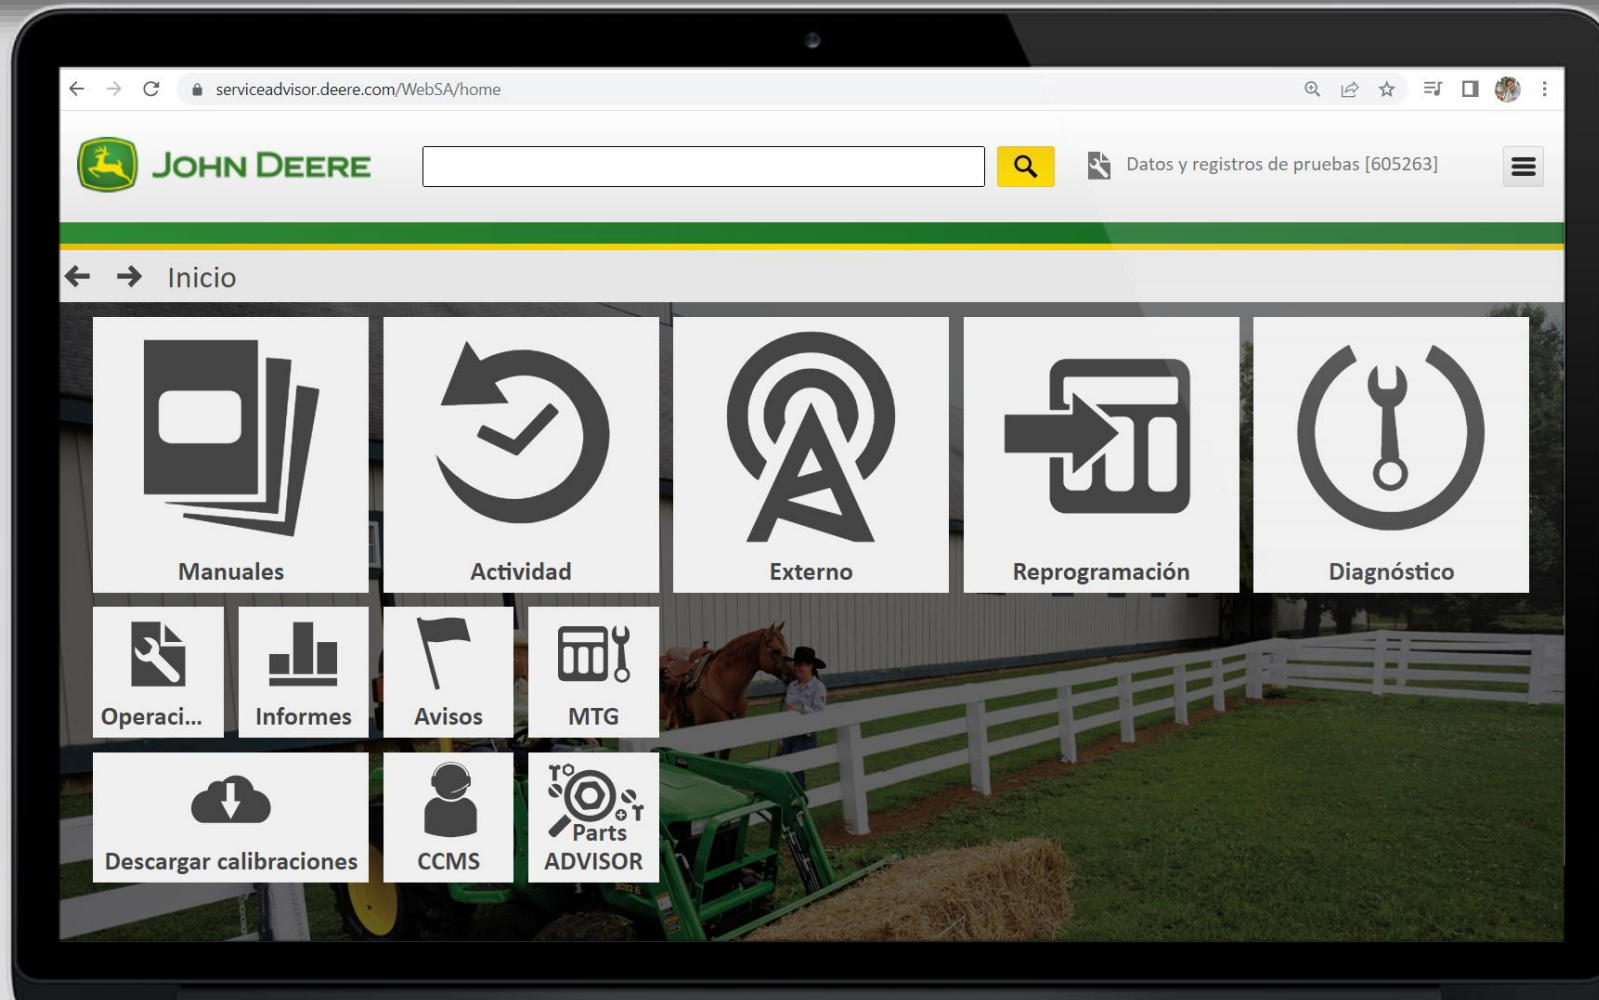 serviceadvisor.deere.com/WebSA/home
JOHN DEERE
Datos y registros de pruebas [605263]
Inicio
Manuales
Actividad
Externo
Reprogramación
Diagnóstico
Operaci...
Informes
Avisos
MTG
Descargar calibraciones
CCMS
Parts
ADVISOR